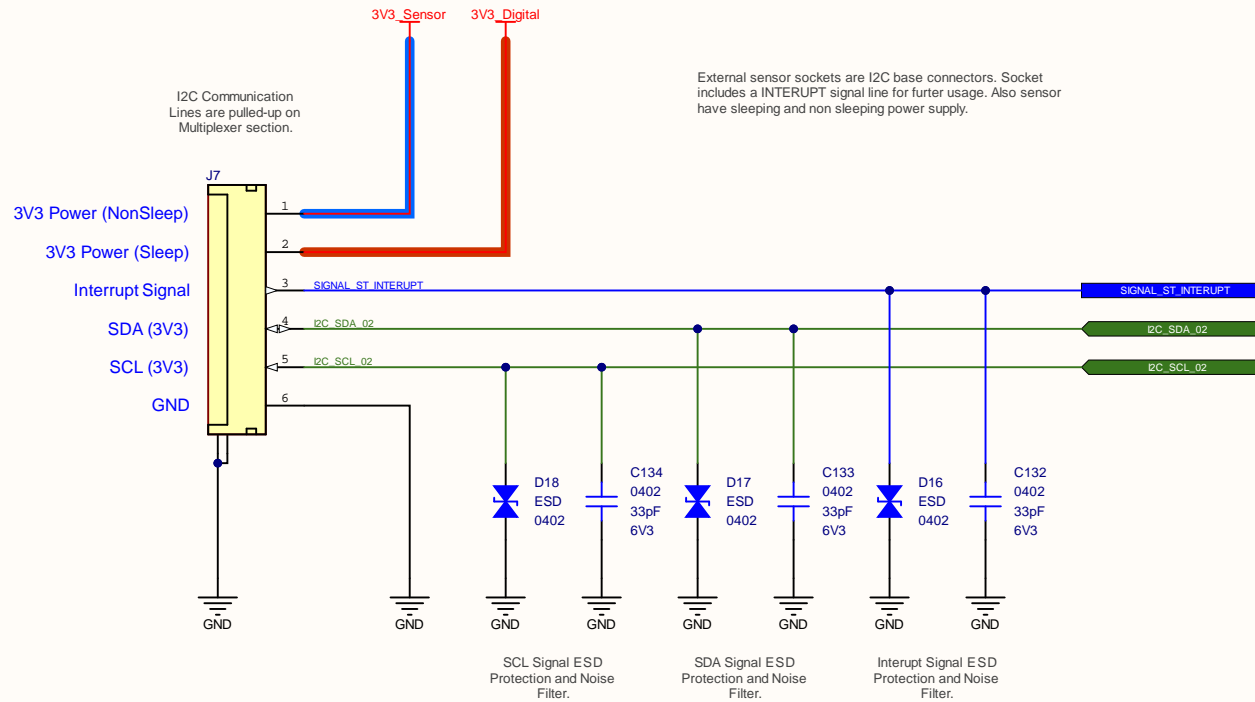 3V3_Sensor
3V3_Digital
I2C Communication
Lines are pulled-up on
Multiplexer section.
External sensor sockets are I2C base connectors. Socket
includes a INTERUPT signal line for furter usage. Also sensor
have sleeping and non sleeping power supply.
J7
3V3 Power (NonSleep)
1
3V3 Power (Sleep)
2
Interrupt Signal
3
SIGNAL_ST_INTERUPT
SIGNAL_ST_INTERUPT
SDA (3V3)
4
I2C_SDA_02
I2C_SDA_02
SCL (3V3)
5
I2C_SCL_02
I2C_SCL_02
GND
6
D18
ESD
0402
C134
0402
33pF
6V3
D17
ESD
0402
C133
0402
33pF
6V3
D16
ESD
0402
C132
0402
33pF
6V3
GND
GND
GND
GND
GND
GND
GND
GND
SCL Signal ESD
Protection and Noise
Filter.
SDA Signal ESD
Protection and Noise
Filter.
Interupt Signal ESD
Protection and Noise
Filter.